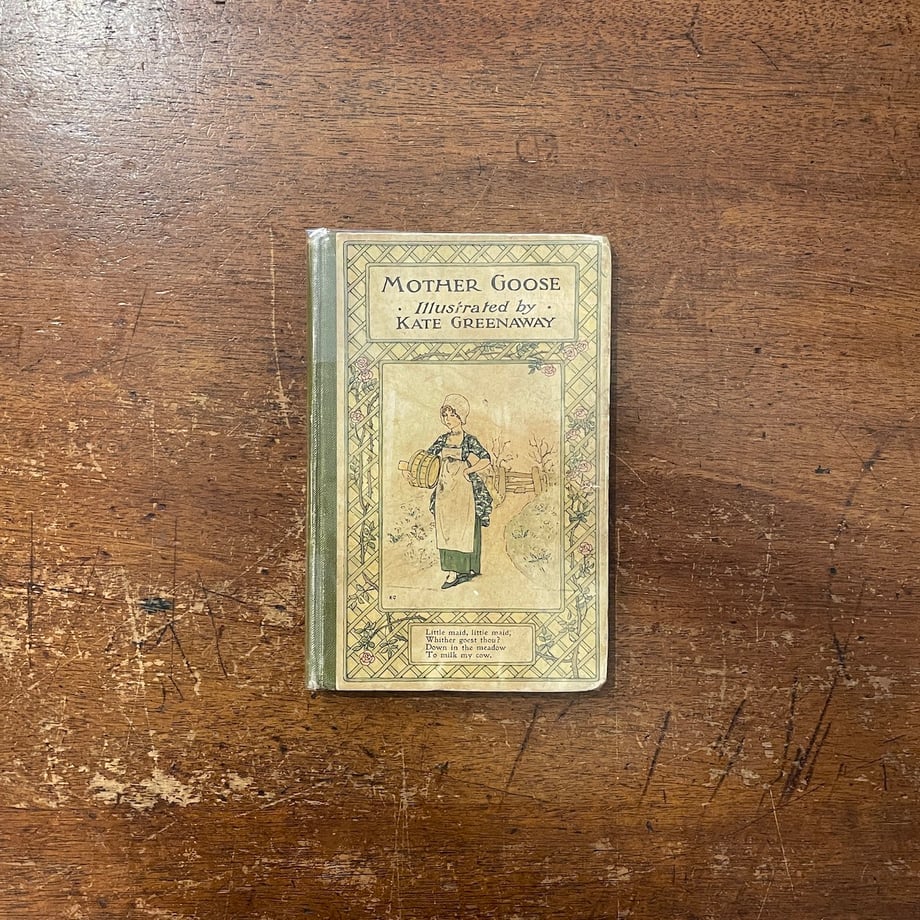 MOTHER GOOSE
· Illustrated by ·
KATE GREENAWAY
KG
Little maid, little maid,
Whither goest thou?
Down in the meadow
To milk my cow.